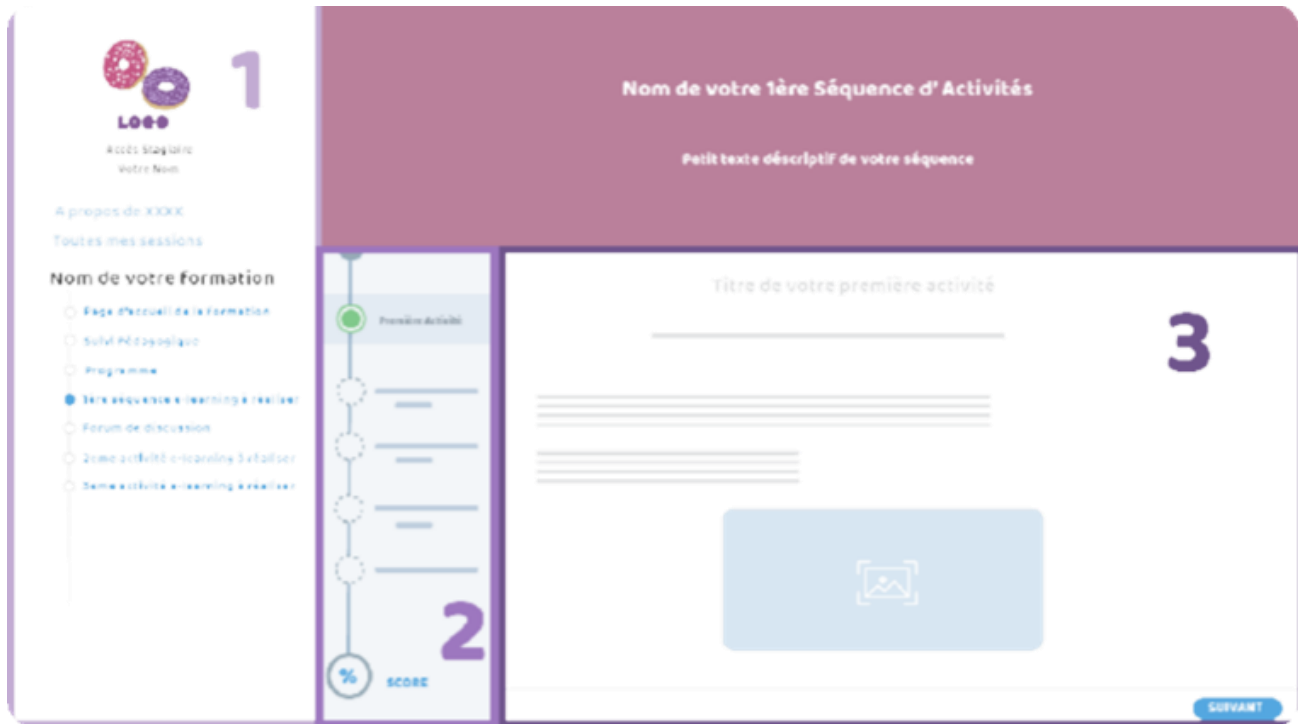 1
LOGO
Accès Stagiaire
Votre Nom
A propos de XXXX
Toutes mes sessions
Nom de votre formation
Page d'accueil de la formation
Suivi Pédagogique
Programme
1ère séquence e-learning à réaliser
Forum de discussion
2eme activité e-learning à réaliser
3eme activité e-learning à réaliser
Nom de votre 1ère Séquence d' Activités
Petit texte déscriptif de votre séquence
Première Activité
2
% SCORE
Titre de votre première activité
3
SUIVANT